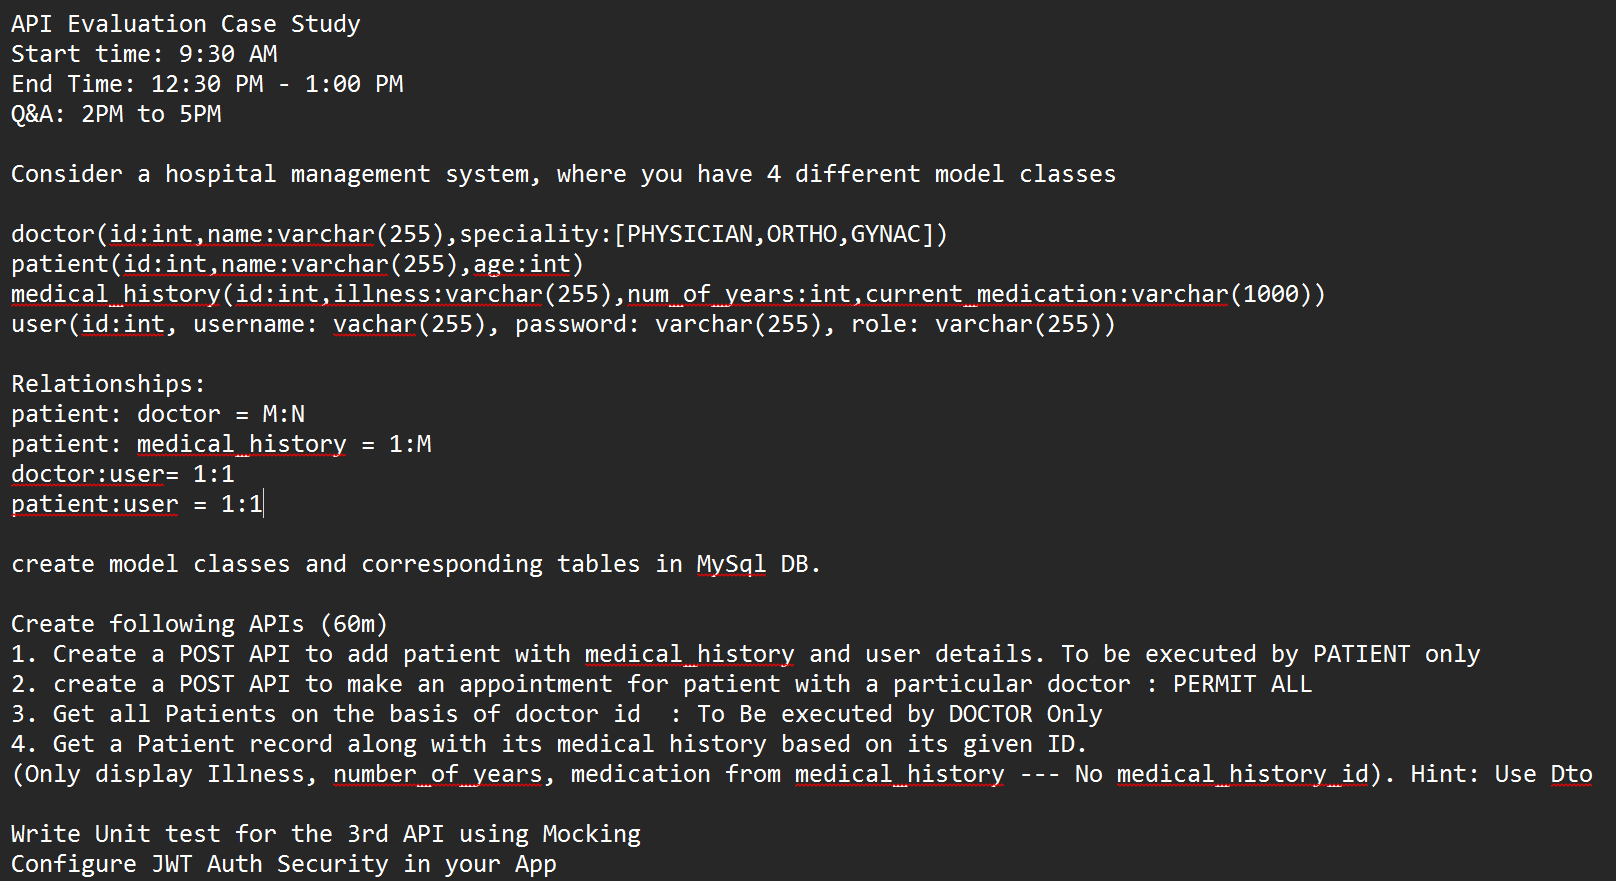 API Evaluation Case Study
Start time: 9:30 AM
End Time: 12:30 PM - 1:00 PM
Q&A: 2PM to 5PM
Consider a hospital management system, where you have 4 different model classes
doctor(id:int,name:varchar(255),speciality:[PHYSICIAN,ORTHO,GYNAC])
patient(id:int,name:varchar(255),age:int)
medical_history(id:int,illness:varchar(255),num_of_years:int,current_medication:varchar(1000))
user(id:int, username: vachar(255), password: varchar(255), role: varchar(255))
Relationships:
patient: doctor = M:N
patient: medical_history = 1:M
doctor:user= 1:1
patient:user = 1:1
create model classes and corresponding tables in MySql DB.
Create following APIs (60m)
1. Create a POST API to add patient with medical_history and user details. To be executed by PATIENT only
2. create a POST API to make an appointment for patient with a particular doctor : PERMIT ALL
3. Get all Patients on the basis of doctor id  : To Be executed by DOCTOR Only
4. Get a Patient record along with its medical history based on its given ID.
(Only display Illness, number_of_years, medication from medical_history --- No medical_history_id). Hint: Use Dto
Write Unit test for the 3rd API using Mocking
Configure JWT Auth Security in your App